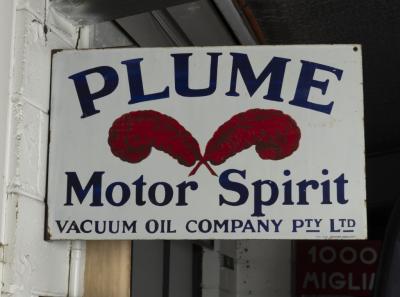 PLUME
Motor Spirit
VACUUM OIL COMPANY PTY LTD
1000
MIGLI